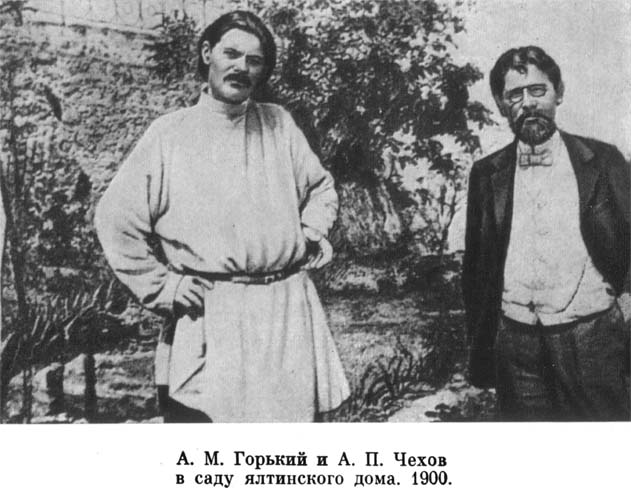 А. М. Горький и А. П. Чехов
в саду ялтинского дома. 1900.